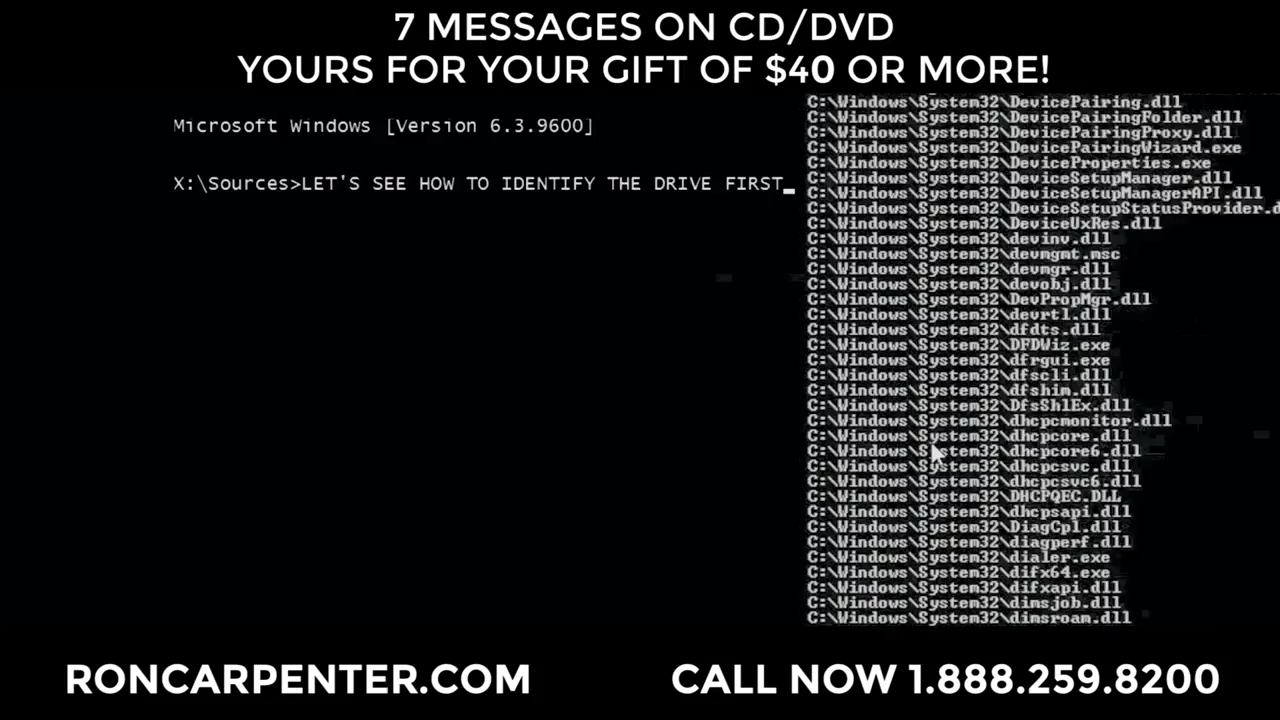 7 MESSAGES ON CD/DVD
YOURS FOR YOUR GIFT OF $40 OR MORE!
Microsoft Windows [Version 6.3.9600]
X:\Sources>LET'S SEE HOW TO IDENTIFY THE DRIVE FIRST_
C:\Windows\System32\DevicePairing.dll
C:\Windows\System32\DevicePairingFolder.dll
C:\Windows\System32\DevicePairingProxy.dll
C:\Windows\System32\DevicePairingWizard.exe
C:\Windows\System32\DeviceProperties.exe
C:\Windows\System32\DeviceSetupManager.dll
C:\Windows\System32\DeviceSetupManagerAPI.dll
C:\Windows\System32\DeviceSetupStatusProvider.d
C:\Windows\System32\DeviceUxRes.dll
C:\Windows\System32\devinv.dll
C:\Windows\System32\devmgmt.msc
C:\Windows\System32\devmgr.dll
C:\Windows\System32\devobj.dll
C:\Windows\System32\DevPropMgr.dll
C:\Windows\System32\devrtl.dll
C:\Windows\System32\dfdts.dll
C:\Windows\System32\DFDWiz.exe
C:\Windows\System32\dfrgui.exe
C:\Windows\System32\dfscli.dll
C:\Windows\System32\dfshim.dll
C:\Windows\System32\DfsShlEx.dll
C:\Windows\System32\dhcpcmonitor.dll
C:\Windows\System32\dhcpcore.dll
C:\Windows\System32\dhcpcore6.dll
C:\Windows\System32\dhcpcsvc.dll
C:\Windows\System32\dhcpcsvc6.dll
C:\Windows\System32\DHCPQEC.DLL
C:\Windows\System32\dhcpsapi.dll
C:\Windows\System32\DiagCpl.dll
C:\Windows\System32\diagperf.dll
C:\Windows\System32\dialer.exe
C:\Windows\System32\difx64.exe
C:\Windows\System32\difxapi.dll
C:\Windows\System32\dimsjob.dll
C:\Windows\System32\dimsroam.dll
RONCARPENTER.COM
CALL NOW 1.888.259.8200